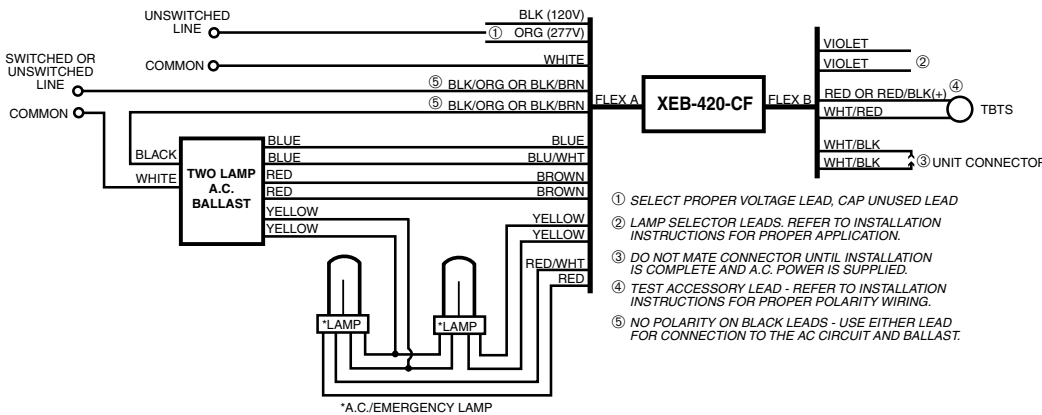 UNSWITCHED
LINE
BLK (120V)
① ORG (277V)
COMMON
WHITE
SWITCHED OR
UNSWITCHED
LINE
⑤ BLK/ORG OR BLK/BRN
COMMON
⑤ BLK/ORG OR BLK/BRN
BLACK
WHITE
TWO LAMP
A.C.
BALLAST
BLUE
BLUE
RED
RED
YELLOW
YELLOW
BLUE
BLU/WHT
BROWN
BROWN
YELLOW
YELLOW
RED/WHT
RED
*LAMP
*LAMP
*A.C./EMERGENCY LAMP
FLEX A
XEB-420-CF
FLEX B
VIOLET
VIOLET
②
RED OR RED/BLK(+)
④
WHT/RED
TBTS
WHT/BLK
WHT/BLK
③ UNIT CONNECTOR
① SELECT PROPER VOLTAGE LEAD, CAP UNUSED LEAD
② LAMP SELECTOR LEADS. REFER TO INSTALLATION
INSTRUCTIONS FOR PROPER APPLICATION.
③ DO NOT MATE CONNECTOR UNTIL INSTALLATION
IS COMPLETE AND A.C. POWER IS SUPPLIED.
④ TEST ACCESSORY LEAD - REFER TO INSTALLATION
INSTRUCTIONS FOR PROPER POLARITY WIRING.
⑤ NO POLARITY ON BLACK LEADS - USE EITHER LEAD
FOR CONNECTION TO THE AC CIRCUIT AND BALLAST.